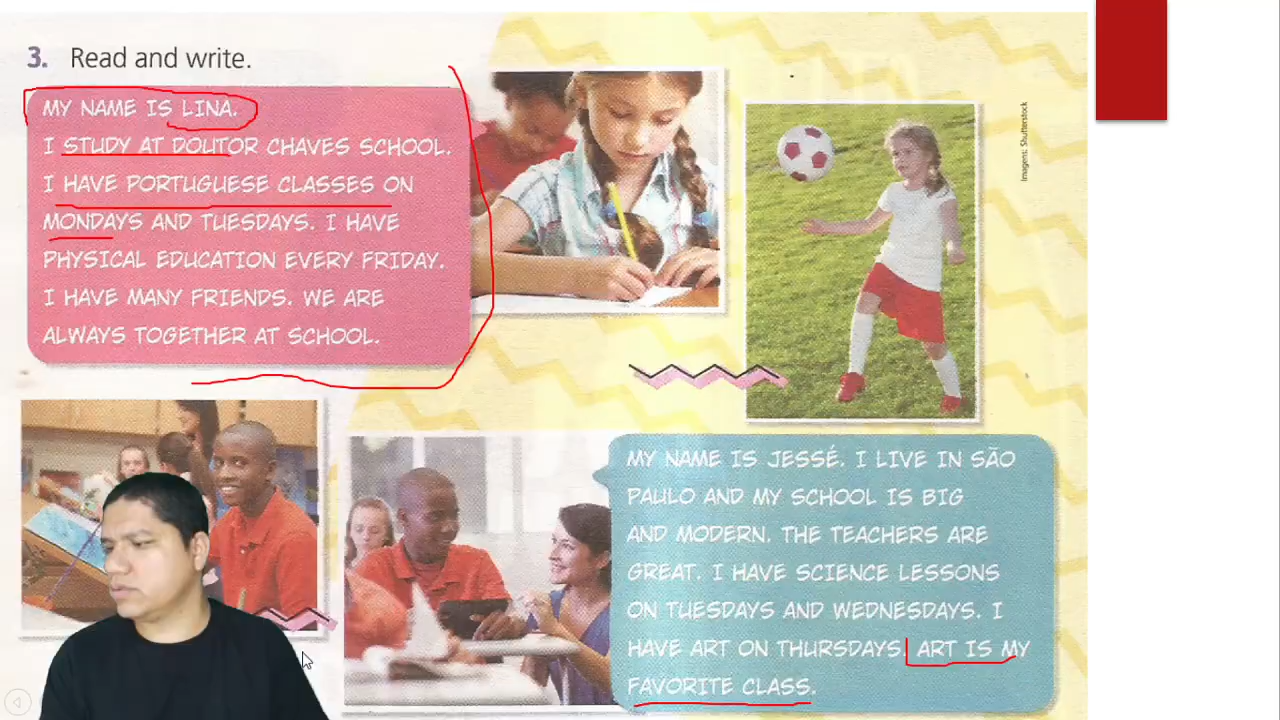 3. Read and write.
MY NAME IS LINA.
I STUDY AT DOUTOR CHAVES SCHOOL.
I HAVE PORTUGUESE CLASSES ON
MONDAYS AND TUESDAYS. I HAVE
PHYSICAL EDUCATION EVERY FRIDAY.
I HAVE MANY FRIENDS. WE ARE
ALWAYS TOGETHER AT SCHOOL.
Imagens: Shutterstock
MY NAME IS JESSÉ. I LIVE IN SÃO
PAULO AND MY SCHOOL IS BIG
AND MODERN. THE TEACHERS ARE
GREAT. I HAVE SCIENCE LESSONS
ON TUESDAYS AND WEDNESDAYS. I
HAVE ART ON THURSDAYS. ART IS MY
FAVORITE CLASS.